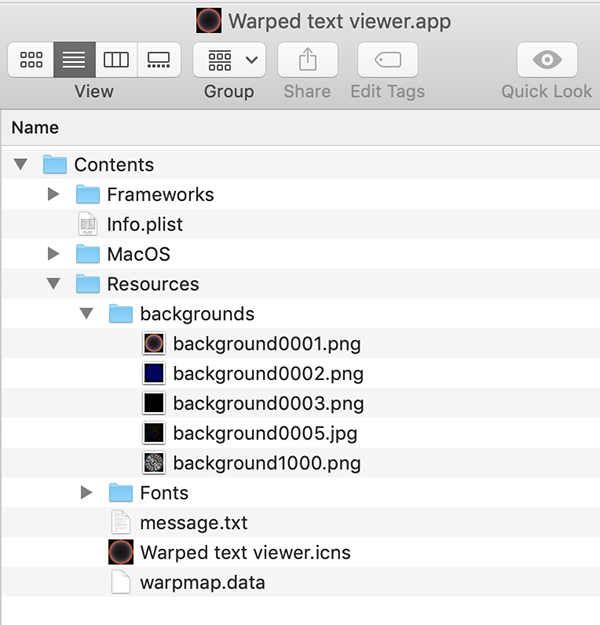 Warped text viewer.app
View
Group
Share
Edit Tags
Quick Look
Name
Contents
Frameworks
Info.plist
MacOS
Resources
backgrounds
background0001.png
background0002.png
background0003.png
background0005.jpg
background1000.png
Fonts
message.txt
Warped text viewer.icns
warpmap.data